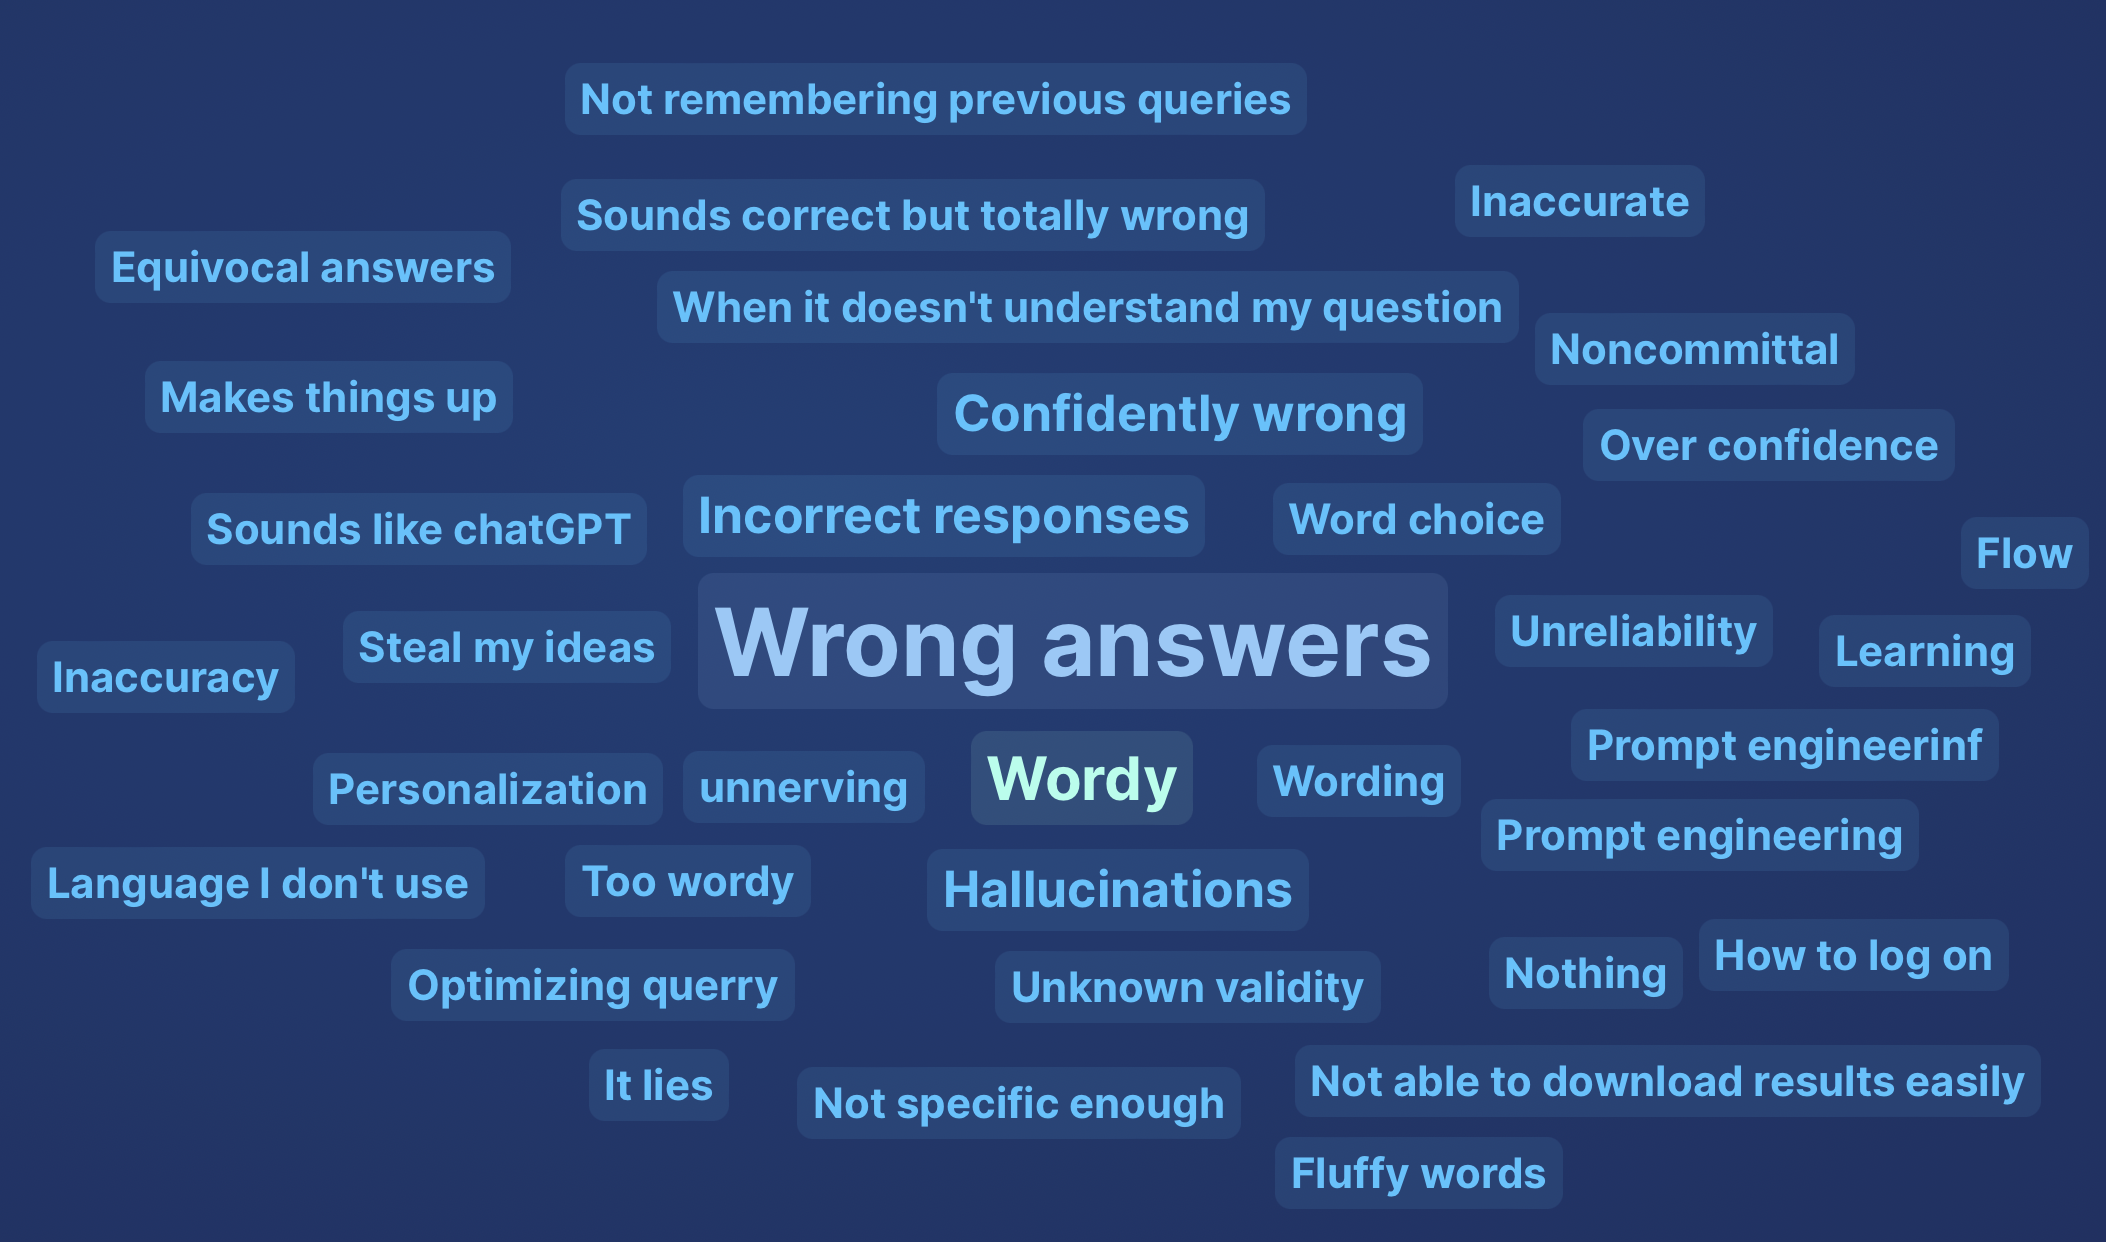 Not remembering previous queries
Inaccurate
Sounds correct but totally wrong
Equivocal answers
When it doesn't understand my question
Noncommittal
Makes things up
Confidently wrong
Over confidence
Sounds like chatGPT
Incorrect responses
Word choice
Flow
Wrong answers
Unreliability
Learning
Steal my ideas
Inaccuracy
Prompt engineerinf
Personalization
unnerving
Wordy
Wording
Prompt engineering
Language I don't use
Too wordy
Hallucinations
How to log on
Optimizing querry
Unknown validity
Nothing
It lies
Not specific enough
Not able to download results easily
Fluffy words